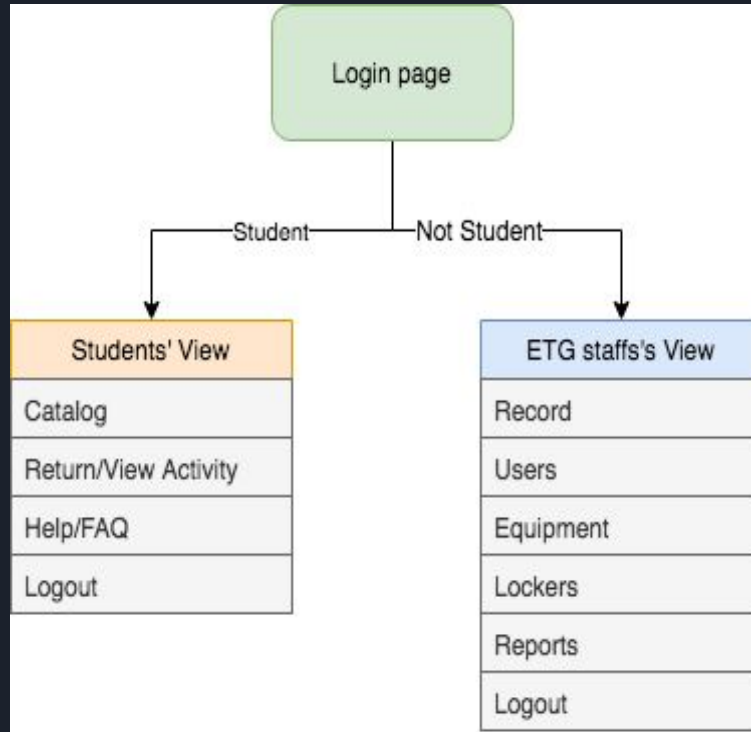 Login page
Student
Not Student
Students' View
Catalog
Return/View Activity
Help/FAQ
Logout
ETG staffs's View
Record
Users
Equipment
Lockers
Reports
Logout